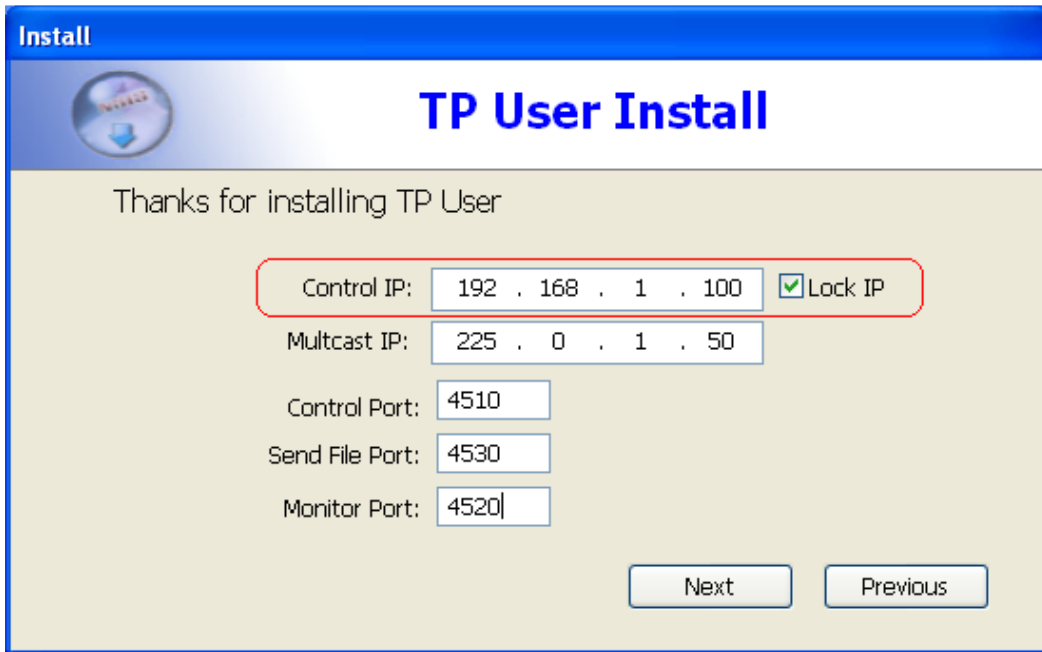 Install
TP User Install
Thanks for installing TP User
Control IP: 192 . 168 . 1 . 100 Lock IP
Multcast IP: 225 . 0 . 1 . 50
Control Port: 4510
Send File Port: 4530
Monitor Port: 4520
Next Previous